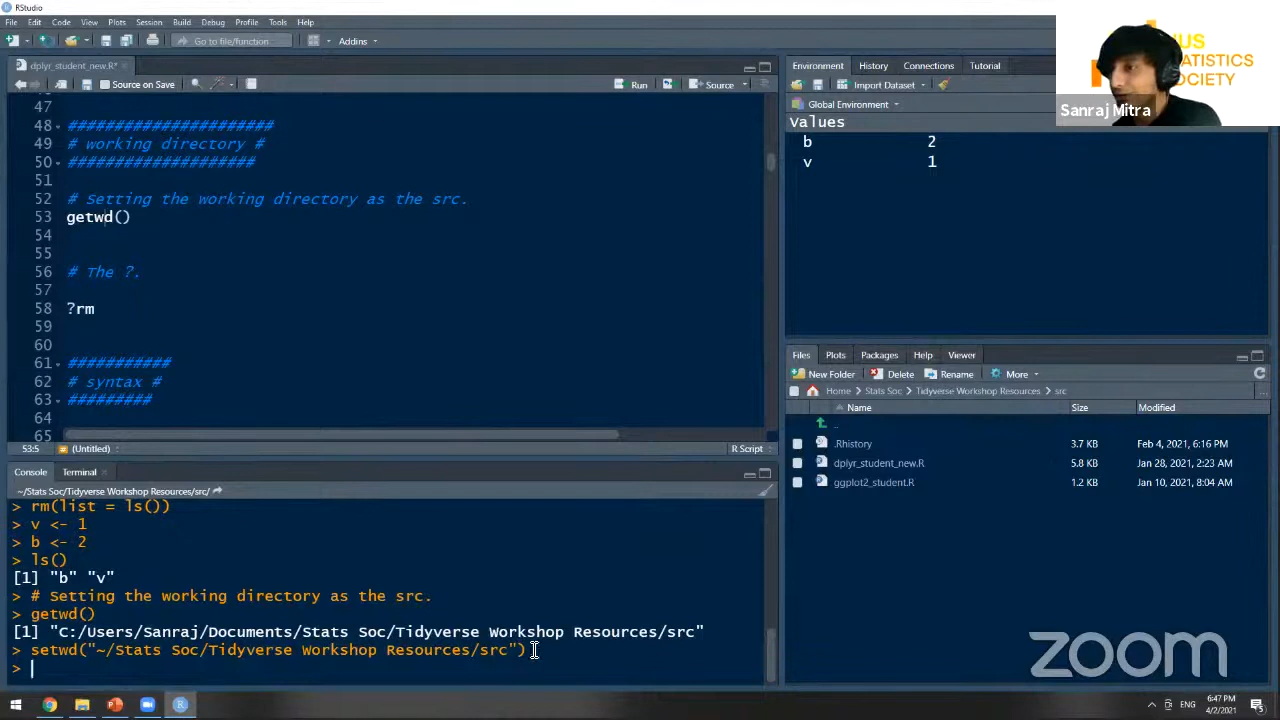 RStudio
File Edit Code View Plots Session Build Debug Profile Tools Help
Go to file/function Addins
dplyr_student_new.R*
Source on Save Run Source
47
48 ######################
49 # working directory #
50 ####################
51
52 # Setting the working directory as the src.
53 getwd()
54
55
56 # The ?.
57
58 ?rm
59
60
61 ###########
62 # syntax #
63 #########
64
65
53:5 (Untitled) R Script
Console Terminal
~/Stats Soc/Tidyverse Workshop Resources/src/
> rm(list = ls())
> v <- 1
> b <- 2
> ls()
[1] "b" "v"
> # Setting the working directory as the src.
> getwd()
[1] "C:/Users/Sanraj/Documents/Stats Soc/Tidyverse Workshop Resources/src"
> setwd("~/Stats Soc/Tidyverse Workshop Resources/src")
>
Environment History Connections Tutorial
Import Dataset
Global Environment
Values
b 2
v 1
Files Plots Packages Help Viewer
New Folder Delete Rename More
Home Stats Soc Tidyverse Workshop Resources src
Name Size Modified
..
.Rhistory 3.7 KB Feb 4, 2021, 6:16 PM
dplyr_student_new.R 5.8 KB Jan 28, 2021, 2:23 AM
ggplot2_student.R 1.2 KB Jan 10, 2021, 8:04 AM
Sanraj Mitra
zoom
ENG
6:47 PM
4/2/2021